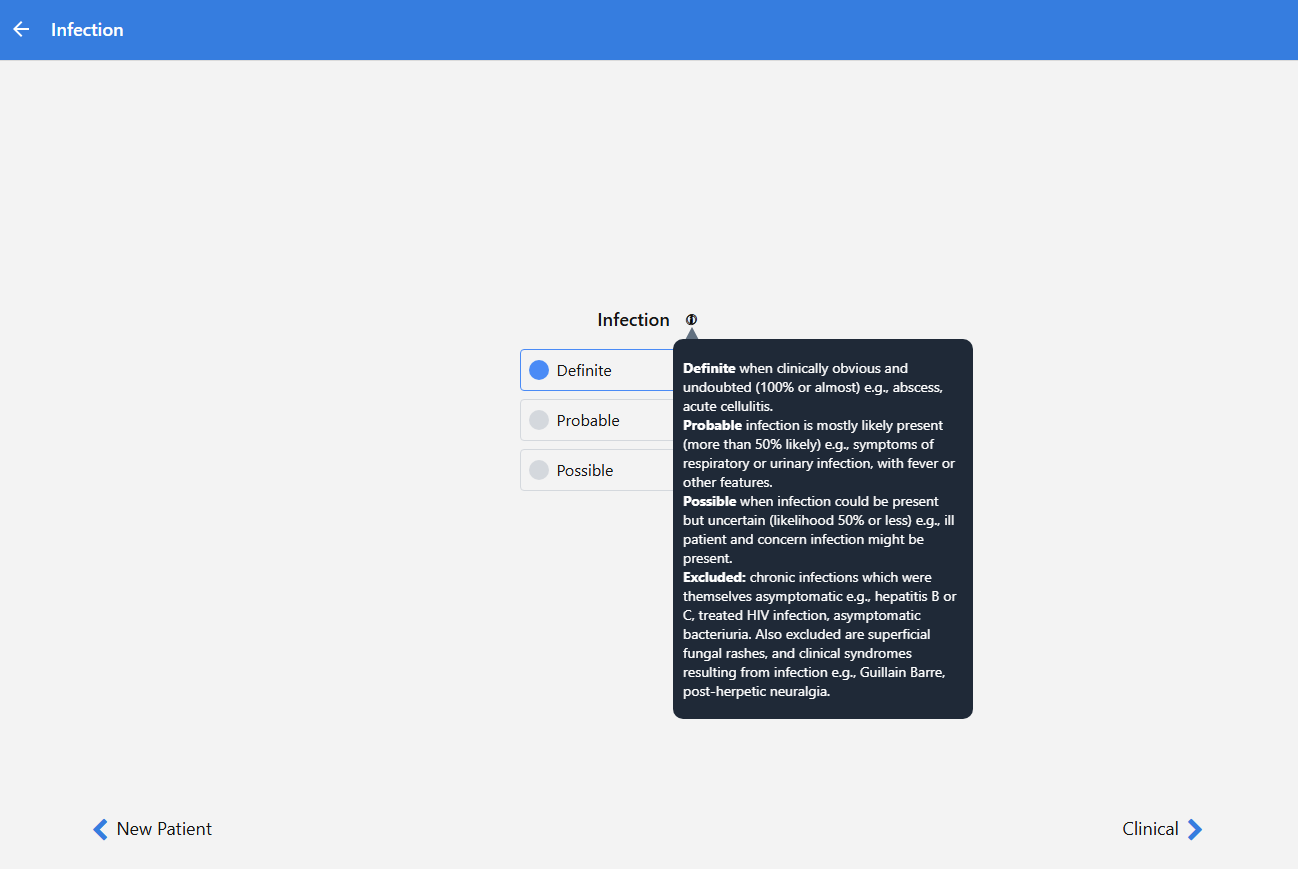 Infection
Infection
Definite
Probable
Possible
Definite when clinically obvious and
undoubted (100% or almost) e.g., abscess,
acute cellulitis.
Probable infection is mostly likely present
(more than 50% likely) e.g., symptoms of
respiratory or urinary infection, with fever or
other features.
Possible when infection could be present
but uncertain (likelihood 50% or less) e.g., ill
patient and concern infection might be
present.
Excluded: chronic infections which were
themselves asymptomatic e.g., hepatitis B or
C, treated HIV infection, asymptomatic
bacteriuria. Also excluded are superficial
fungal rashes, and clinical syndromes
resulting from infection e.g., Guillain Barre,
post-herpetic neuralgia.
New Patient
Clinical